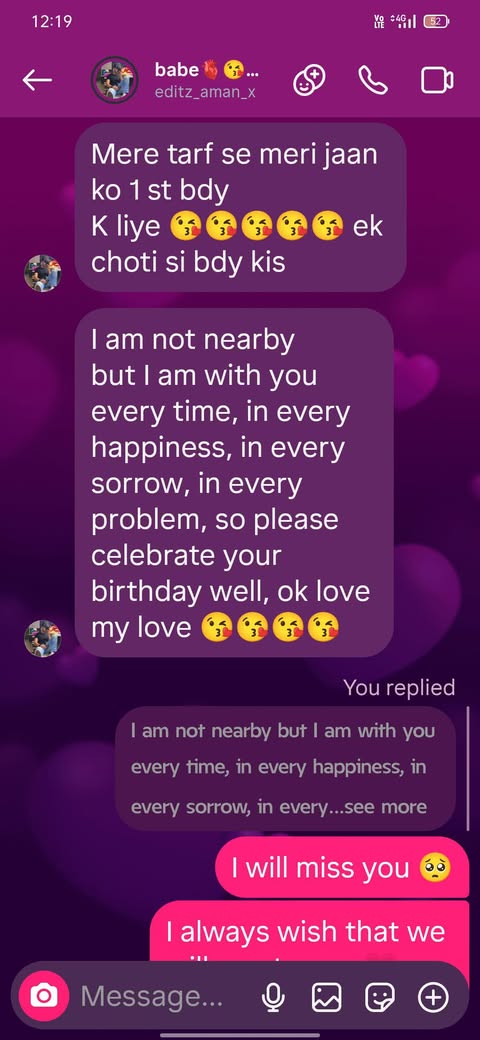 12:19
Vo LTE 4G 52
babe🫀😘...
editz_aman_x
Mere tarf se meri jaan
ko 1 st bdy
K liye 😘😘😘😘😘 ek
choti si bdy kis
I am not nearby
but I am with you
every time, in every
happiness, in every
sorrow, in every
problem, so please
celebrate your
birthday well, ok love
my love 😘😘😘😘
You replied
I am not nearby but I am with you
every time, in every happiness, in
every sorrow, in every...see more
I will miss you 🥺
I always wish that we
Message...